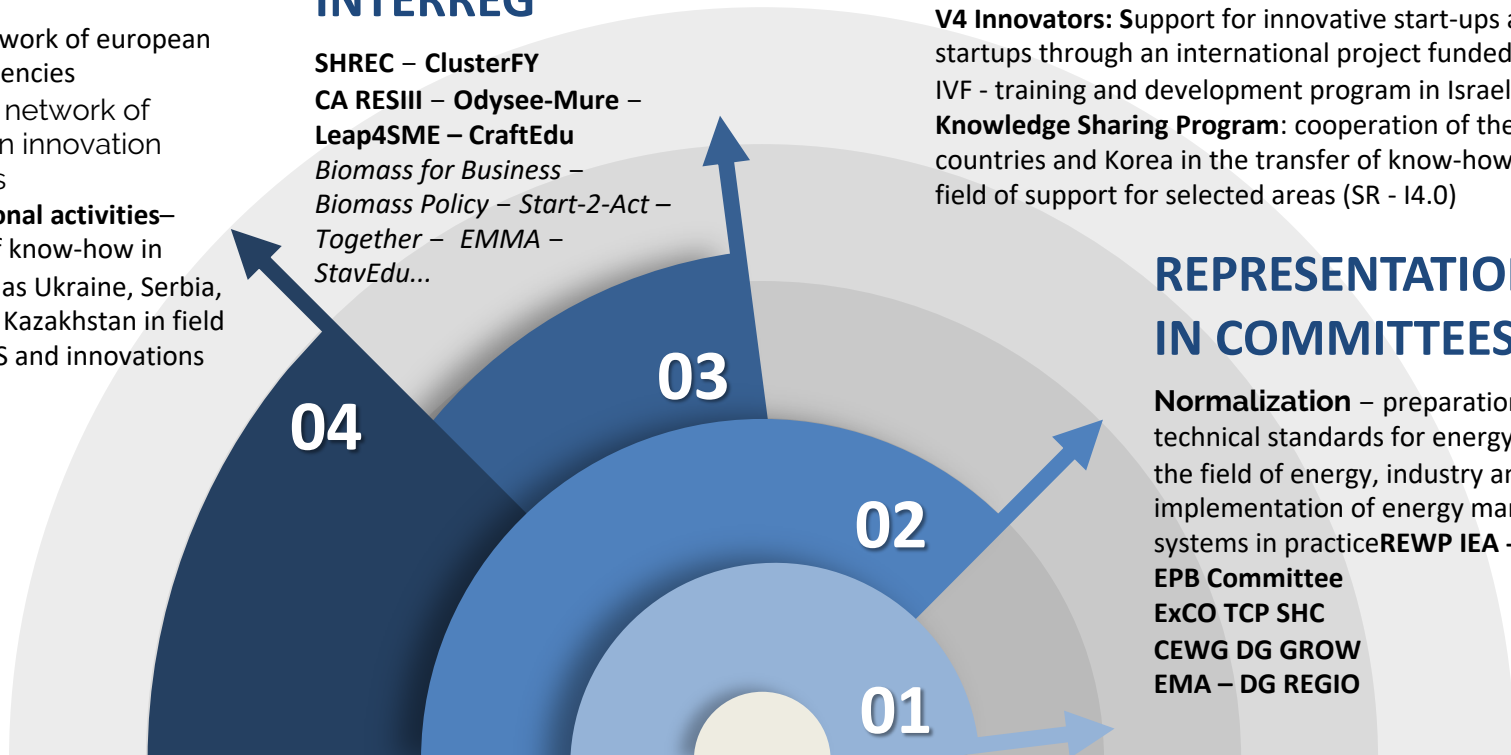 work of european
encies
network of
n innovation
s
onal activities–
f know-how in
as Ukraine, Serbia,
Kazakhstan in field
S and innovations
INTERREG
SHREC – ClusterFY
CA RESIII – Odysee-Mure –
Leap4SME – CraftEdu
Biomass for Business –
Biomass Policy – Start-2-Act –
Together – EMMA –
StavEdu...
V4 Innovators: Support for innovative start-ups a
startups through an international project funded
IVF - training and development program in Israel
Knowledge Sharing Program: cooperation of the
countries and Korea in the transfer of know-how
field of support for selected areas (SR - I4.0)
REPRESENTATIO
IN COMMITTEES
Normalization – preparation
technical standards for energy
the field of energy, industry an
implementation of energy mar
systems in practiceREWP IEA -
EPB Committee
ExCO TCP SHC
CEWG DG GROW
EMA – DG REGIO
04
03
02
01